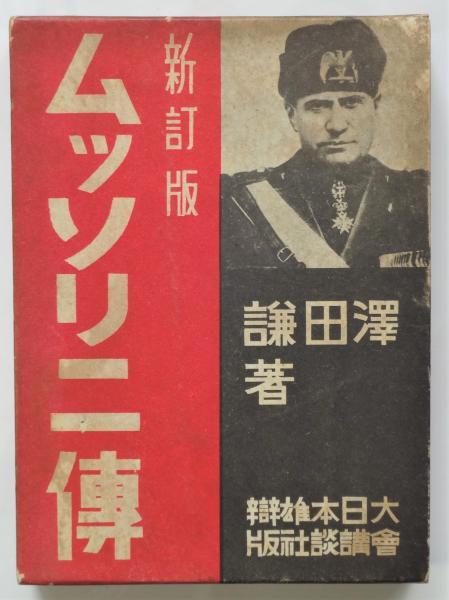 新訂版
ムッソリニ傳
澤田謙
著
大日本雄辯
會講談社版